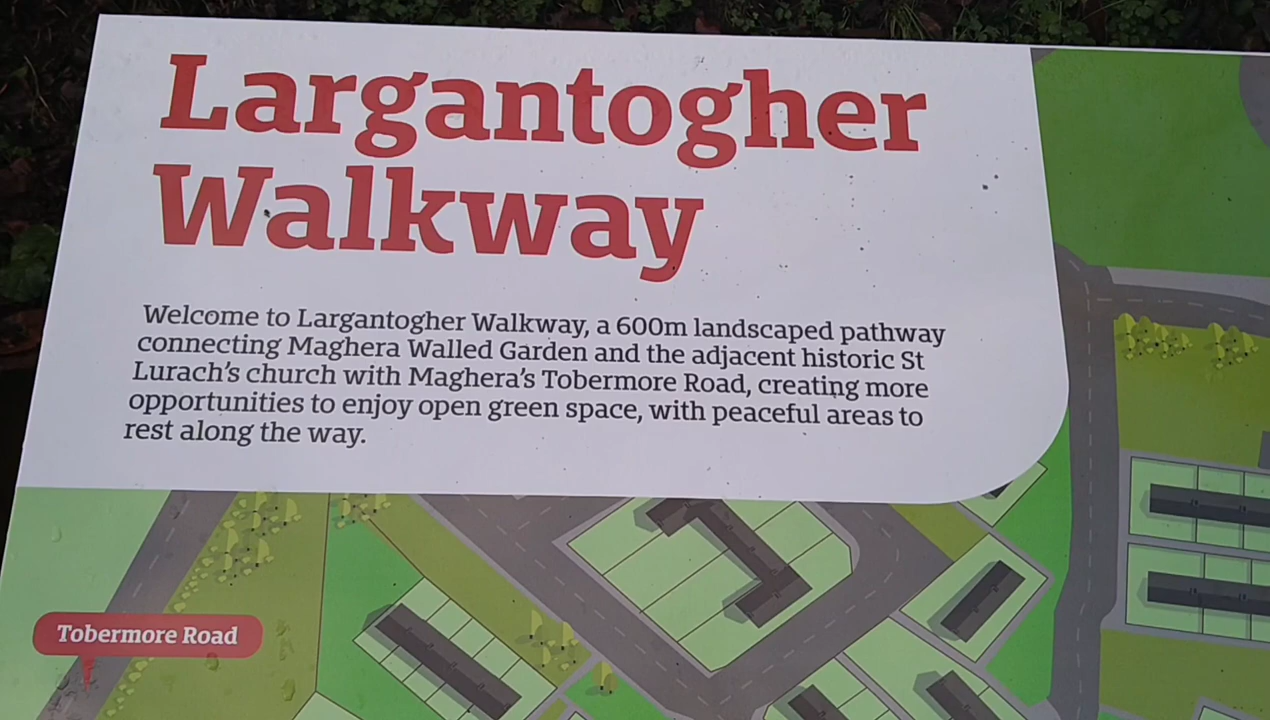 Largantogher
Walkway
Welcome to Largantogher Walkway, a 600m landscaped pathway
connecting Maghera Walled Garden and the adjacent historic St
Lurach's church with Maghera's Tobermore Road, creating more
opportunities to enjoy open green space, with peaceful areas to
rest along the way.
Tobermore Road